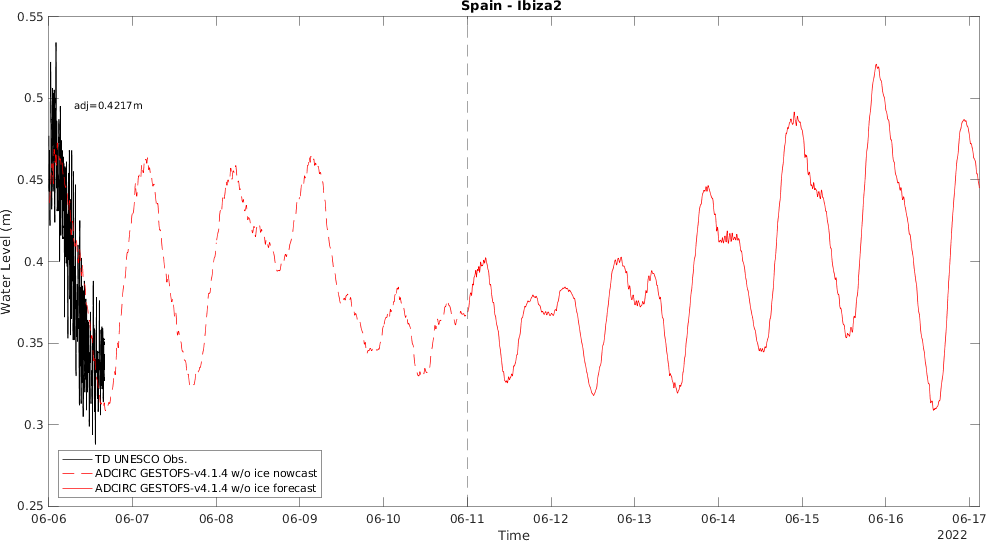 Spain - Ibiza2
0.55
0.5
0.45
0.4
0.35
0.3
0.25
Water Level (m)
adj=0.4217m
TD UNESCO Obs.
ADCIRC GESTOFS-v4.1.4 w/o ice nowcast
ADCIRC GESTOFS-v4.1.4 w/o ice forecast
06-06 06-07 06-08 06-09 06-10 06-11 06-12 06-13 06-14 06-15 06-16 06-17
Time
2022